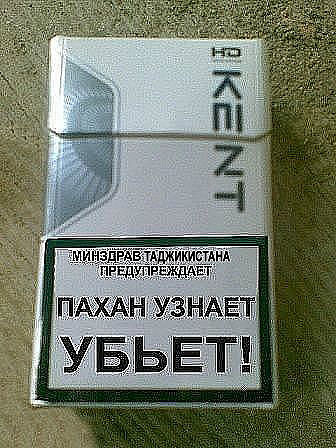 HD
KENT
МИНЗДРАВ ТАДЖИКИСТАНА
ПРЕДУПРЕЖДАЕТ
ПАХАН УЗНАЕТ
УБЬЕТ!